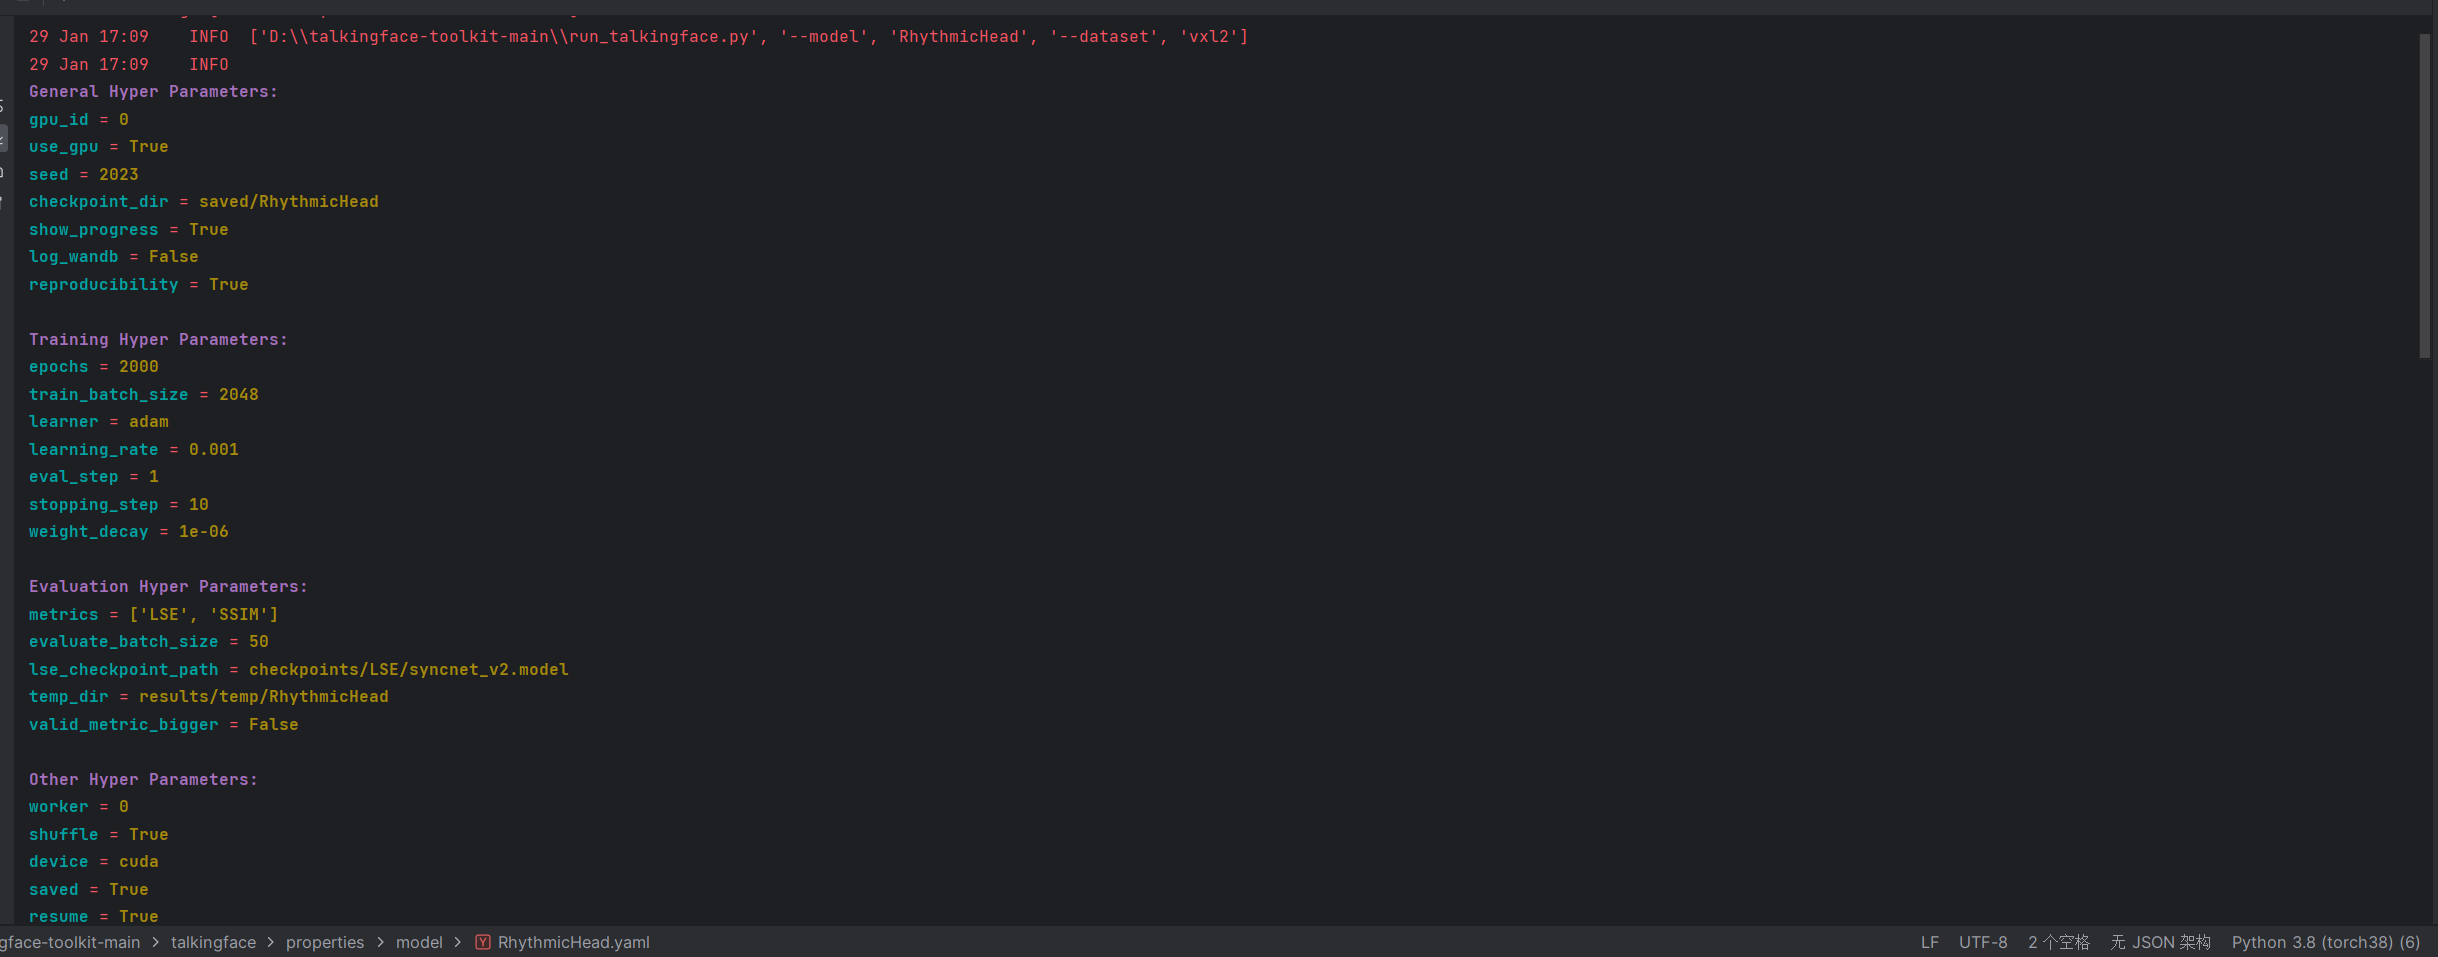 29 Jan 17:09    INFO  ['D:\\talkingface-toolkit-main\\run_talkingface.py', '--model', 'RhythmicHead', '--dataset', 'vxl2']
29 Jan 17:09    INFO
General Hyper Parameters:
gpu_id = 0
use_gpu = True
seed = 2023
checkpoint_dir = saved/RhythmicHead
show_progress = True
log_wandb = False
reproducibility = True
Training Hyper Parameters:
epochs = 2000
train_batch_size = 2048
learner = adam
learning_rate = 0.001
eval_step = 1
stopping_step = 10
weight_decay = 1e-06
Evaluation Hyper Parameters:
metrics = ['LSE', 'SSIM']
evaluate_batch_size = 50
lse_checkpoint_path = checkpoints/LSE/syncnet_v2.model
temp_dir = results/temp/RhythmicHead
valid_metric_bigger = False
Other Hyper Parameters:
worker = 0
shuffle = True
device = cuda
saved = True
resume = True
gface-toolkit-main > talkingface > properties > model > RhythmicHead.yaml LF UTF-8 2 个空格 无 JSON 架构 Python 3.8 (torch38) (6)